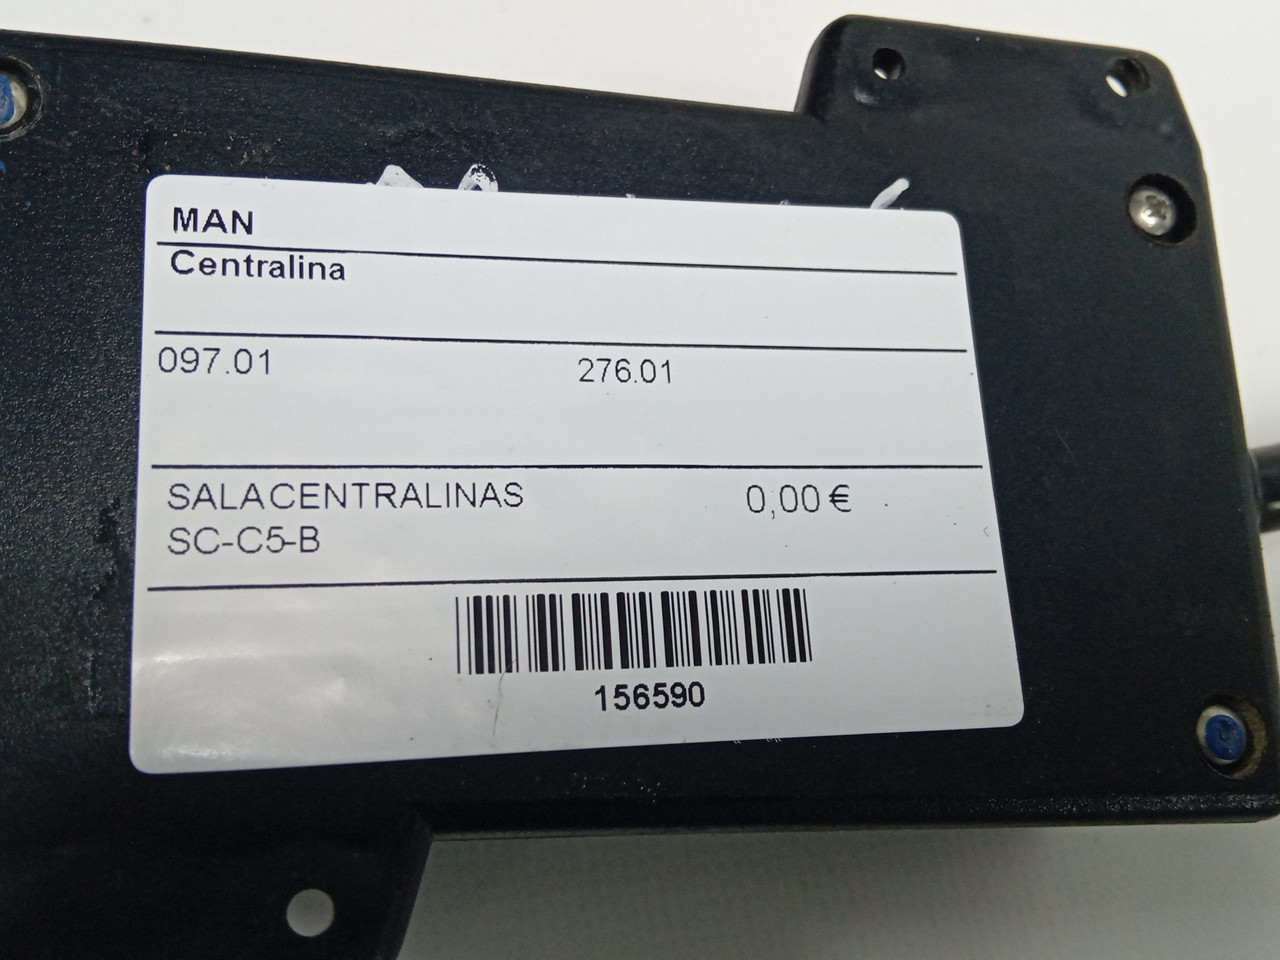 MAN
Centralina
097.01 276.01
SALACENTRALINAS 0,00 €
SC-C5-B
156590